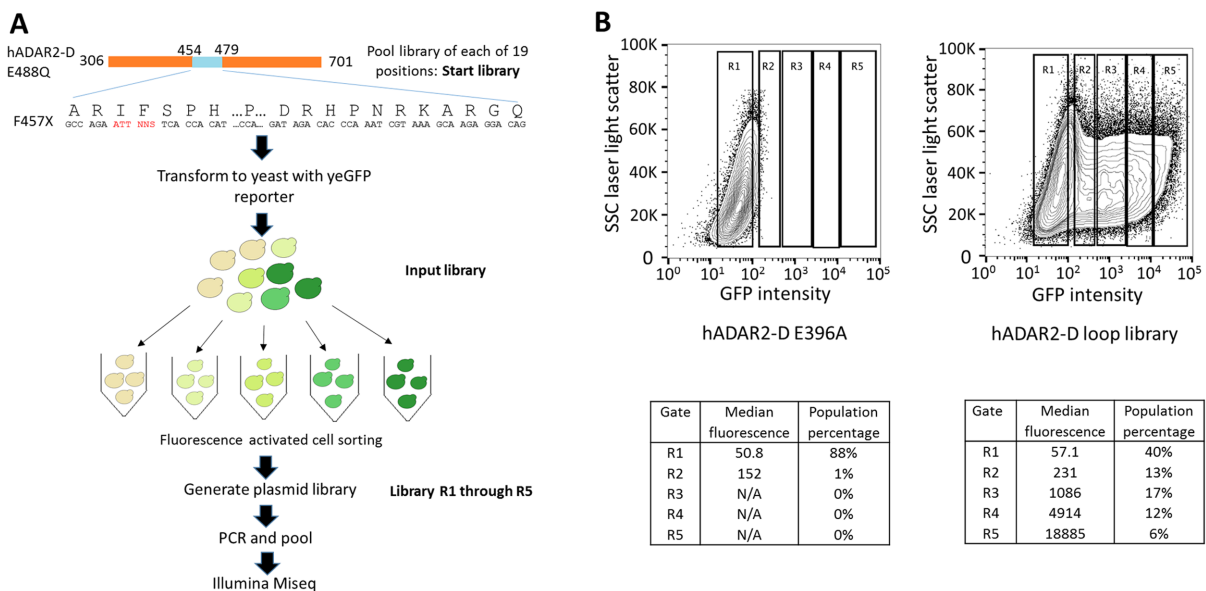 A
hADAR2-D
E488Q
306
454
479
701
Pool library of each of 19
positions: Start library
A R I F S P H ...P... D R H P N R K A R G Q
F457X
GCC AGA ATT NNS TCA CCA CAT ...CCA... GAT AGA CAC CCA AAT CGT AAA GCA AGA GGA CAG
Transform to yeast with yeGFP
reporter
Input library
Fluorescence activated cell sorting
Generate plasmid library
Library R1 through R5
PCR and pool
Illumina Miseq
B
SSC laser light scatter
100K
80K
60K
40K
20K
0
R1
R2
R3
R4
R5
10⁰
10¹
10²
10³
10⁴
10⁵
GFP intensity
hADAR2-D E396A
SSC laser light scatter
100K
80K
60K
40K
20K
0
R1
R2
R3
R4
R5
10⁰
10¹
10²
10³
10⁴
10⁵
GFP intensity
hADAR2-D loop library
Gate Median fluorescence Population percentage
R1 50.8 88%
R2 152 1%
R3 N/A 0%
R4 N/A 0%
R5 N/A 0%
Gate Median fluorescence Population percentage
R1 57.1 40%
R2 231 13%
R3 1086 17%
R4 4914 12%
R5 18885 6%